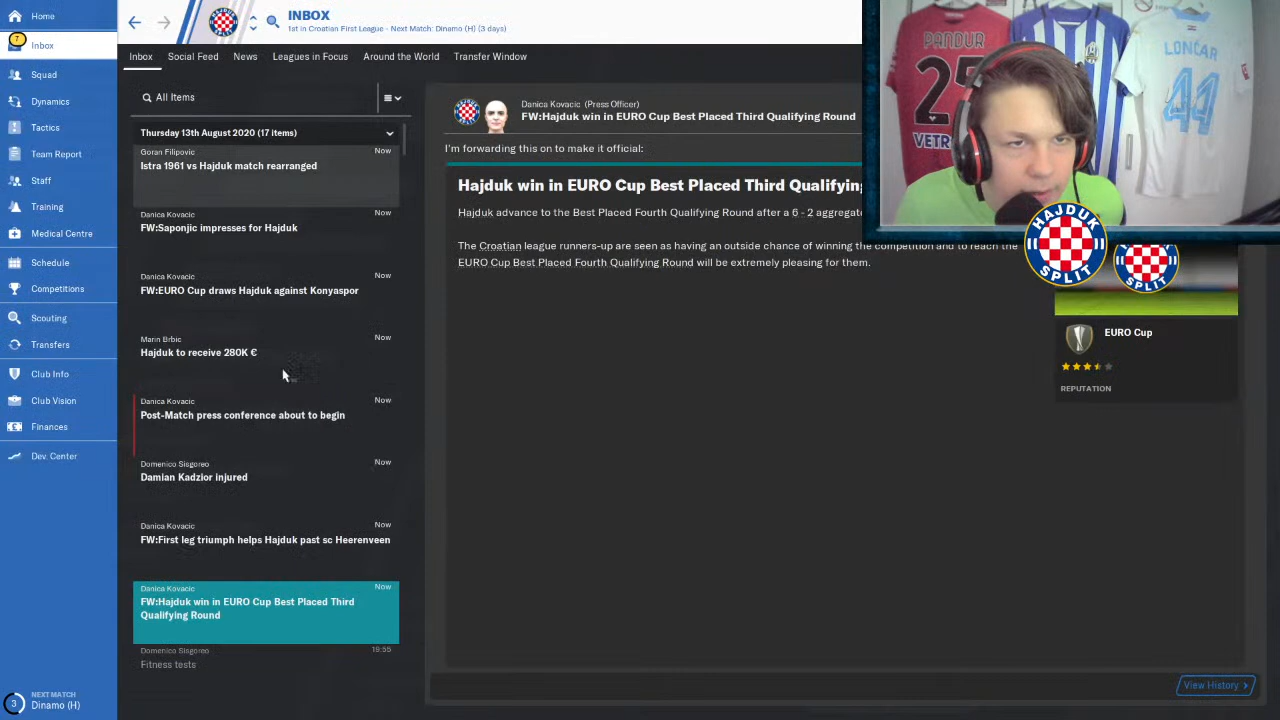 Home
Inbox
7
Squad
Dynamics
Tactics
Team Report
Staff
Training
Medical Centre
Schedule
Competitions
Scouting
Transfers
Club Info
Club Vision
Finances
Dev. Center
3
NEXT MATCH
Dinamo (H)
INBOX
1st in Croatian First League - Next Match: Dinamo (H) (3 days)
Inbox
Social Feed
News
Leagues in Focus
Around the World
Transfer Window
All Items
Thursday 13th August 2020 (17 items)
Goran Filipovic Now
Istra 1961 vs Hajduk match rearranged
Danica Kovacic Now
FW:Saponjic impresses for Hajduk
Danica Kovacic Now
FW:EURO Cup draws Hajduk against Konyaspor
Marin Brbic Now
Hajduk to receive 280K €
Danica Kovacic Now
Post-Match press conference about to begin
Domenico Sisgoreo Now
Damian Kadzior injured
Danica Kovacic Now
FW:First leg triumph helps Hajduk past sc Heerenveen
Danica Kovacic Now
FW:Hajduk win in EURO Cup Best Placed Third
Qualifying Round
Domenico Sisgoreo 19:55
Fitness tests
Danica Kovacic (Press Officer)
FW:Hajduk win in EURO Cup Best Placed Third Qualifying Round
I'm forwarding this on to make it official:
Hajduk win in EURO Cup Best Placed Third Qualifying
Hajduk advance to the Best Placed Fourth Qualifying Round after a 6 - 2 aggregate
The Croatian league runners-up are seen as having an outside chance of winning the competition and to reach the
EURO Cup Best Placed Fourth Qualifying Round will be extremely pleasing for them.
EURO Cup
REPUTATION
View History
PANDUR
25
VETR
LONČAR
44
HAJDUK
SPLIT